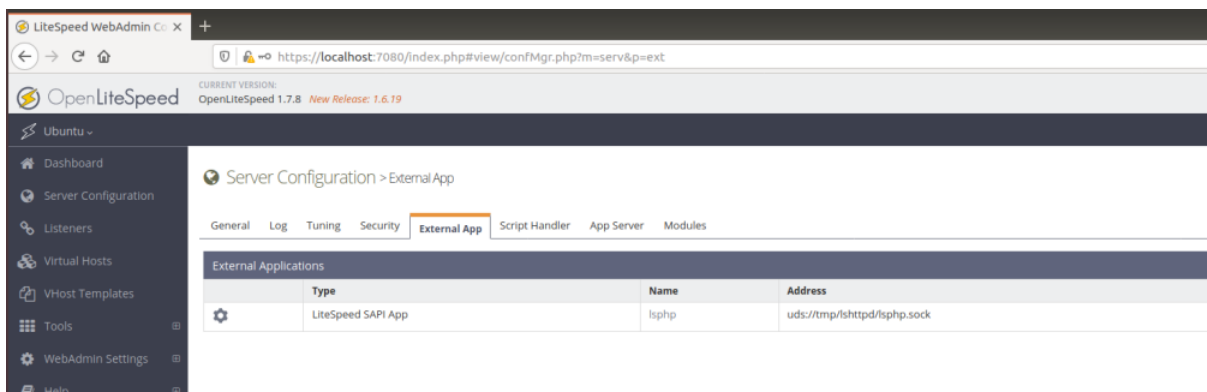 LiteSpeed WebAdmin Co
https://localhost:7080/index.php#view/confMgr.php?m=serv&p=ext
OpenLiteSpeed
CURRENT VERSION:
OpenLiteSpeed 1.7.8 New Release: 1.6.19
Ubuntu
Dashboard
Server Configuration
Listeners
Virtual Hosts
VHost Templates
Tools
WebAdmin Settings
Help
Server Configuration > External App
General Log Tuning Security External App Script Handler App Server Modules
External Applications
Type Name Address
LiteSpeed SAPI App lsphp uds://tmp/lshttpd/lsphp.sock